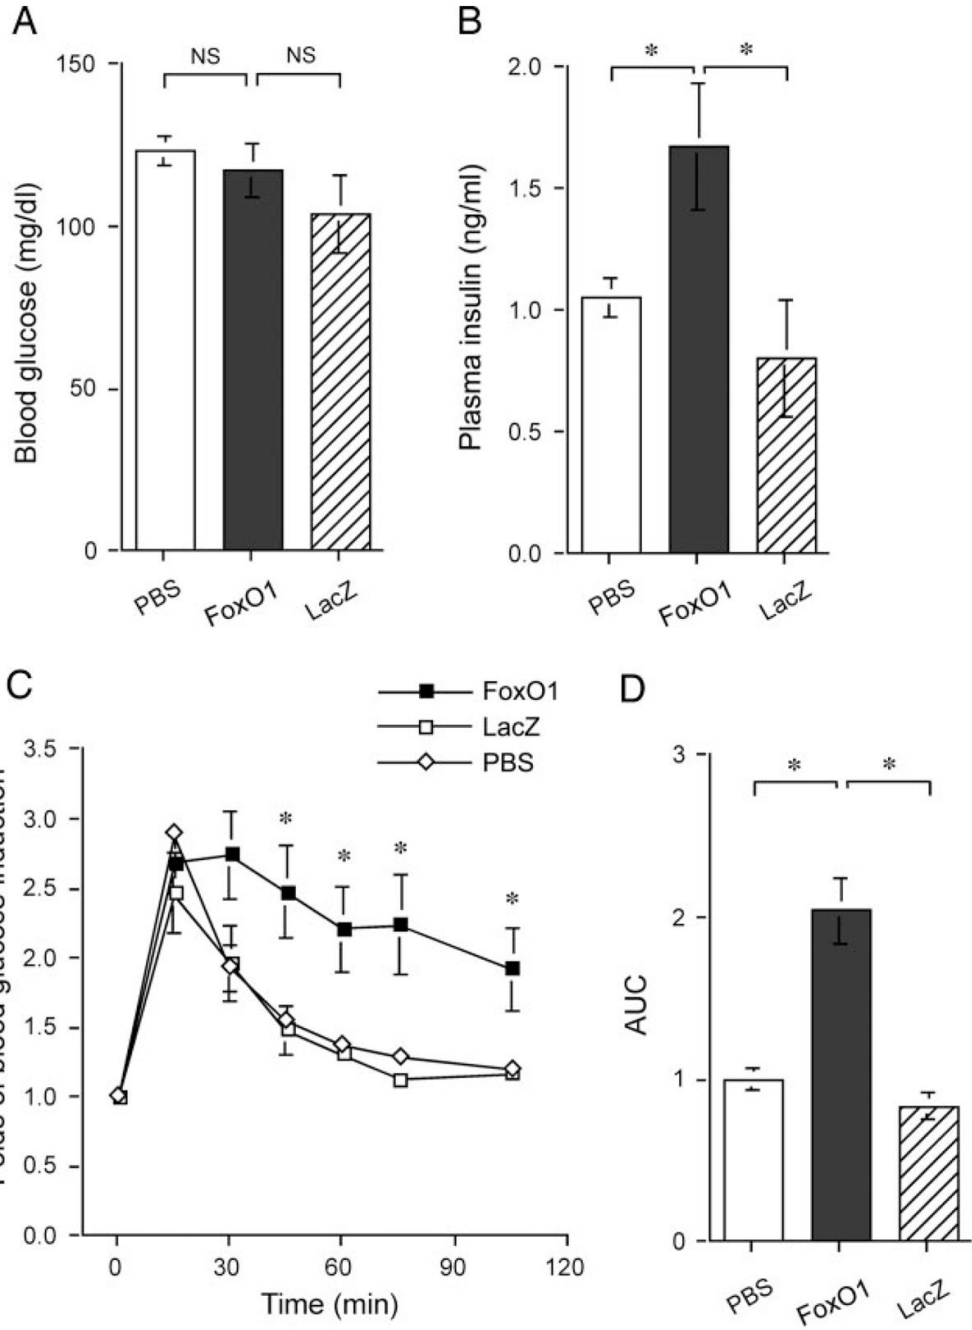 A
150
100
50
0
Blood glucose (mg/dl)
NS NS
PBS FoxO1 LacZ
B
2.0
1.5
1.0
0.5
0.0
Plasma insulin (ng/ml)
* *
PBS FoxO1 LacZ
C
FoxO1
LacZ
PBS
3.5
3.0
2.5
2.0
1.5
1.0
0.5
0.0
* * * *
0 30 60 90 120
Time (min)
D
3
2
1
0
AUC
* *
PBS FoxO1 LacZ